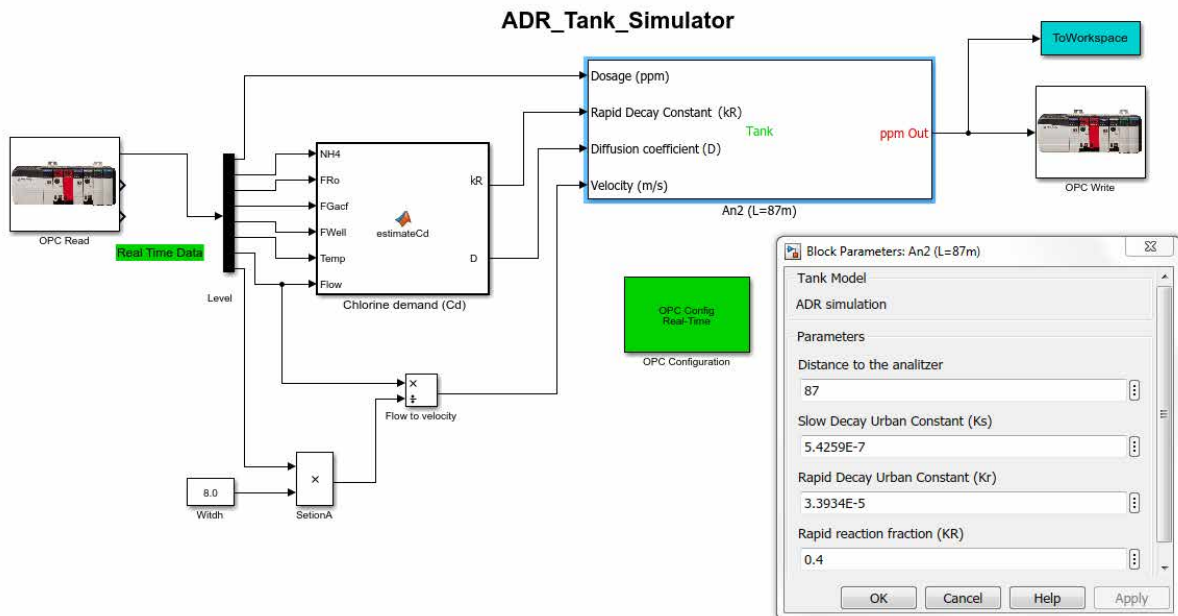 ADR_Tank_Simulator
ToWorkspace
Dosage (ppm)
Rapid Decay Constant (kR)
Tank
ppm Out
Diffusion coefficient (D)
Velocity (m/s)
An2 (L=87m)
OPC Write
OPC Read
Real Time Data
Level
NH4
FRo
FGacf
FWell
Temp
Flow
kR
estimateCd
D
Chlorine demand (Cd)
OPC Config
Real-Time
OPC Configuration
×
÷
Flow to velocity
8.0
Witdh
×
SetionA
Block Parameters: An2 (L=87m)
Tank Model
ADR simulation
Parameters
Distance to the analitzer
87
Slow Decay Urban Constant (Ks)
5.4259E-7
Rapid Decay Urban Constant (Kr)
3.3934E-5
Rapid reaction fraction (KR)
0.4
OK
Cancel
Help
Apply